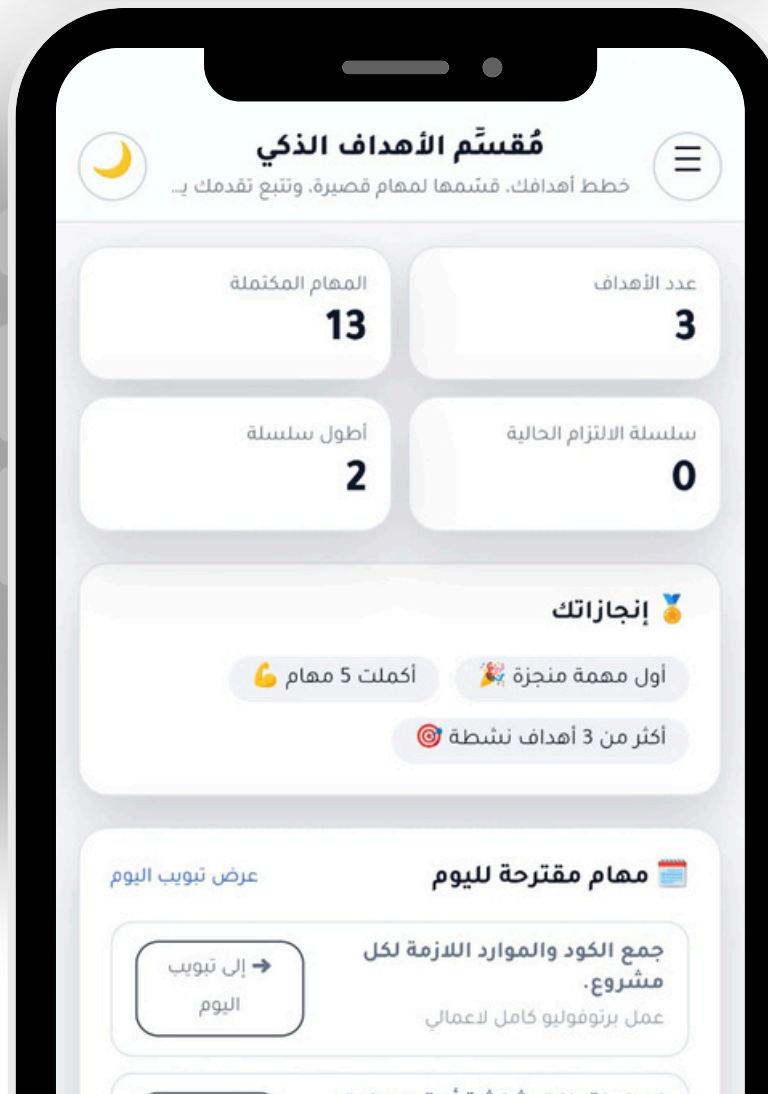 مُقسِّم الأهداف الذكي
خطط أهدافك، قسّمها لمهام قصيرة، وتتبع تقدمك بـ...
عدد الأهداف
3
المهام المكتملة
13
سلسلة الالتزام الحالية
0
أطول سلسلة
2
🏅 إنجازاتك
أول مهمة منجزة 🎉
أكملت 5 مهام 💪
أكثر من 3 أهداف نشطة 🎯
🗓️ مهام مقترحة لليوم
عرض تبويب اليوم
جمع الكود والموارد اللازمة لكل
مشروع.
عمل برتوفوليو كامل لاعمالي
➜ إلى تبويب
اليوم